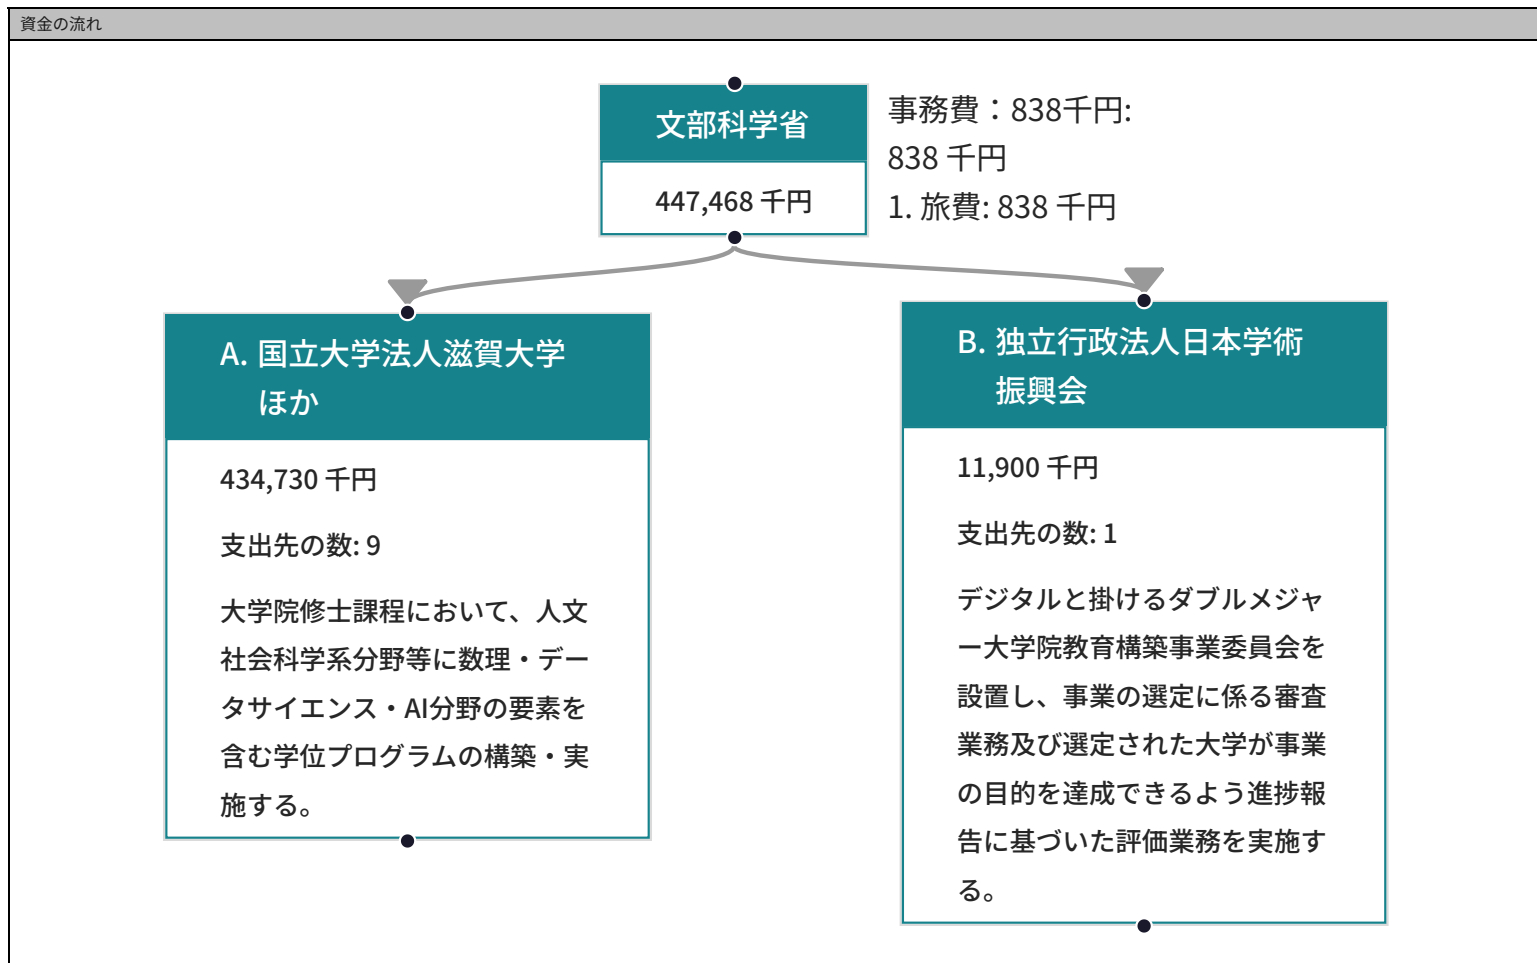 資金の流れ
文部科学省
447,468 千円
事務費：838千円:
838 千円
1. 旅費: 838 千円
A. 国立大学法人滋賀大学
ほか
434,730 千円
支出先の数: 9
大学院修士課程において、人文
社会科学系分野等に数理・デー
タサイエンス・AI分野の要素を
含む学位プログラムの構築・実
施する。
B. 独立行政法人日本学術
振興会
11,900 千円
支出先の数: 1
デジタルと掛けるダブルメジャ
ー大学院教育構築事業委員会を
設置し、事業の選定に係る審査
業務及び選定された大学が事業
の目的を達成できるよう進捗報
告に基づいた評価業務を実施す
る。